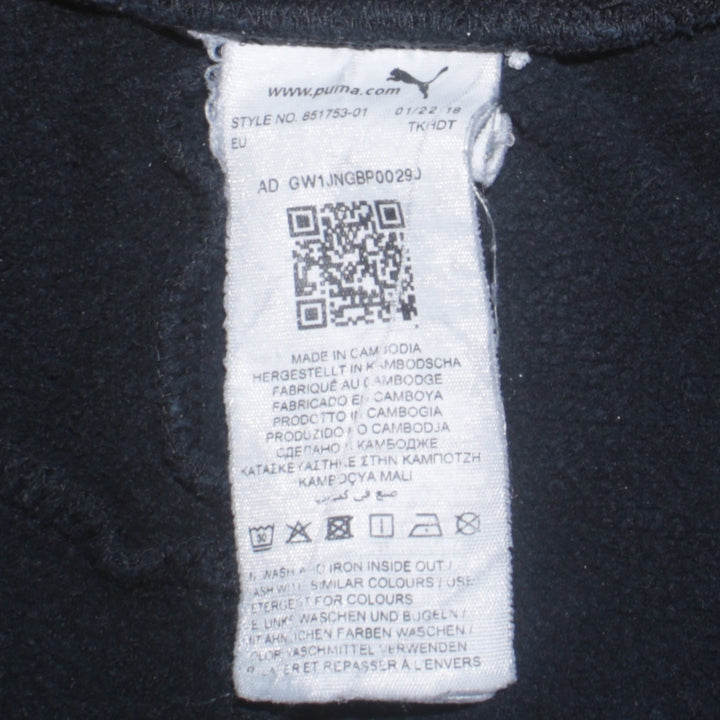 www.puma.com
STYLE NO. 851753-01 01/22 18
EU TKHDT
AD GW1JNGBP0029J
MADE IN CAMBODIA
HERGESTELLT IN KAMBODSCHA
FABRIQUÉ AU CAMBODGE
FABRICADO EN CAMBOYA
PRODOTTO IN CAMBOGIA
PRODUZIDO NO CAMBODJA
СДЕЛАНО В КАМБОДЖЕ
ΚΑΤΑΣΚΕΥΑΣΤΗΚΕ ΣΤΗΝ ΚΑΜΠΟΤΖΗ
KAMBOÇYA MALI
صنع في كمبوديا
30
WASH AND IRON INSIDE OUT /
WASH WITH SIMILAR COLOURS / USE
DETERGENT FOR COLOURS
LINKS WASCHEN UND BÜGELN /
MIT ÄHNLICHEN FARBEN WASCHEN /
COLORWASCHMITTEL VERWENDEN
LAVER ET REPASSER À L'ENVERS